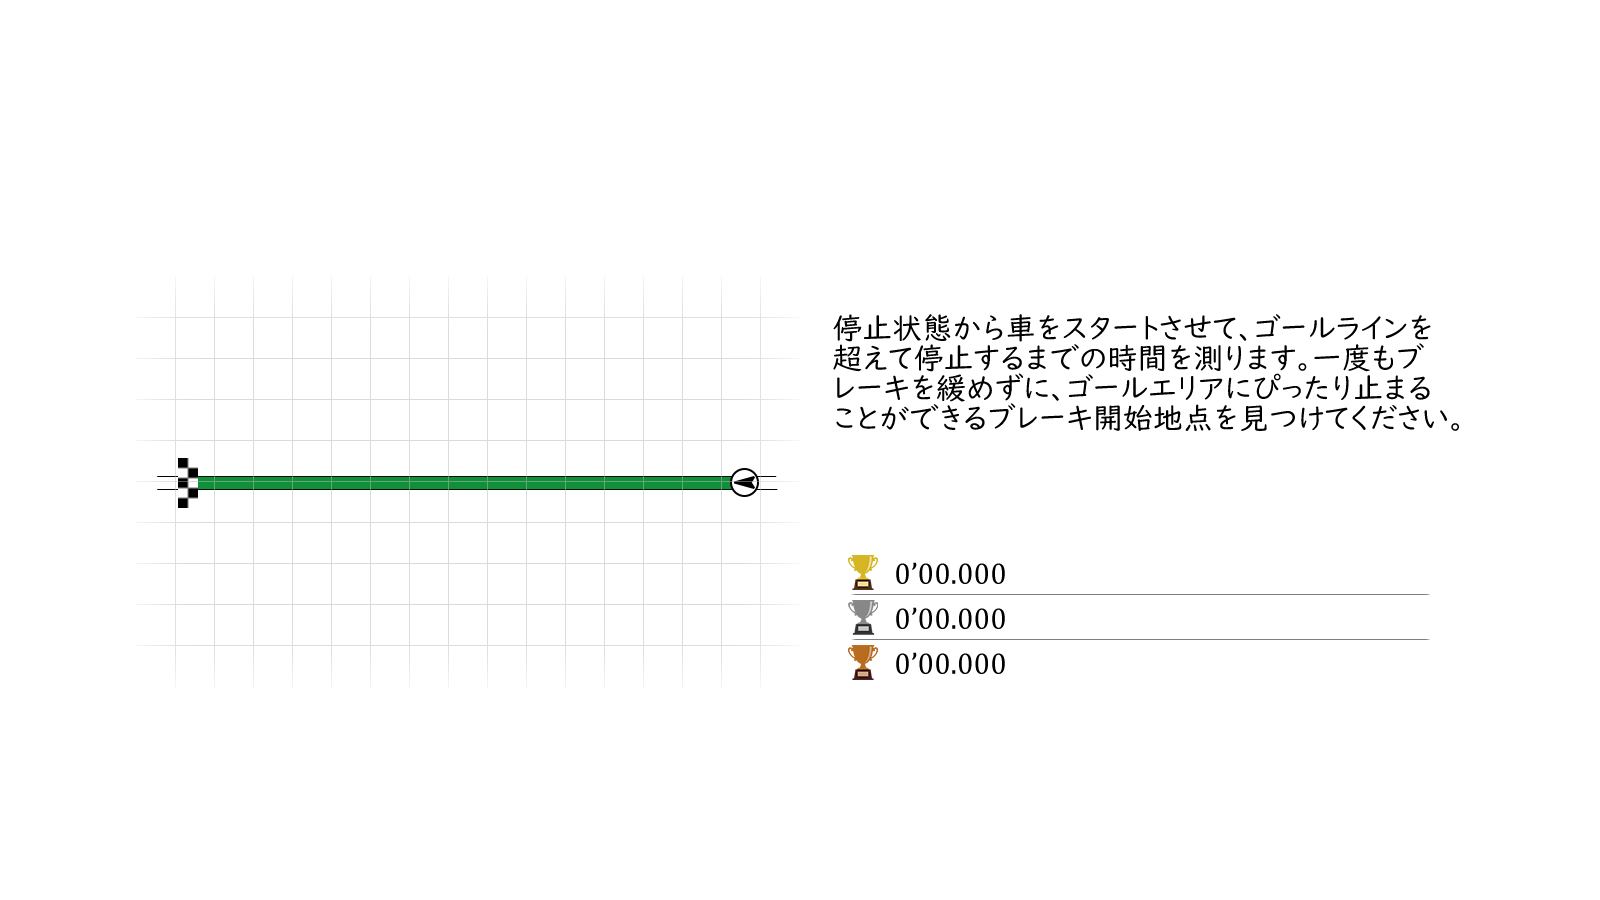 停止状態から車をスタートさせて、ゴールラインを
超えて停止するまでの時間を測ります。一度もブ
レーキを緩めずに、ゴールエリアにぴったり止まる
ことができるブレーキ開始地点を見つけてください。
0’00.000
0’00.000
0’00.000